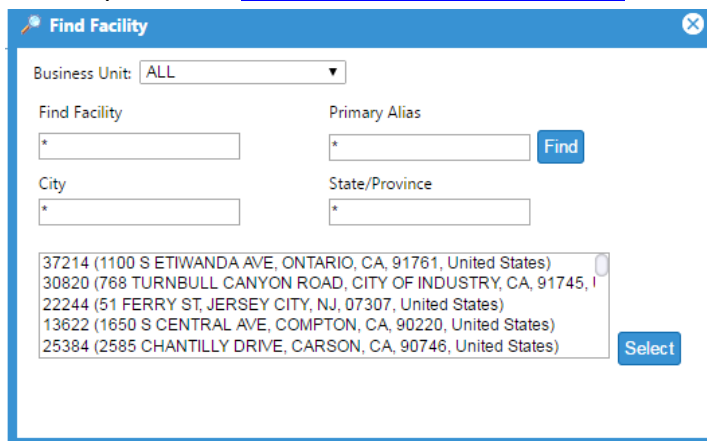 Find Facility
Business Unit: ALL
Find Facility Primary Alias
* * Find
City State/Province
* *
37214 (1100 S ETIWANDA AVE, ONTARIO, CA, 91761, United States)
30820 (768 TURNBULL CANYON ROAD, CITY OF INDUSTRY, CA, 91745,
22244 (51 FERRY ST, JERSEY CITY, NJ, 07307, United States)
13622 (1650 S CENTRAL AVE, COMPTON, CA, 90220, United States)
25384 (2585 CHANTILLY DRIVE, CARSON, CA, 90746, United States)
Select